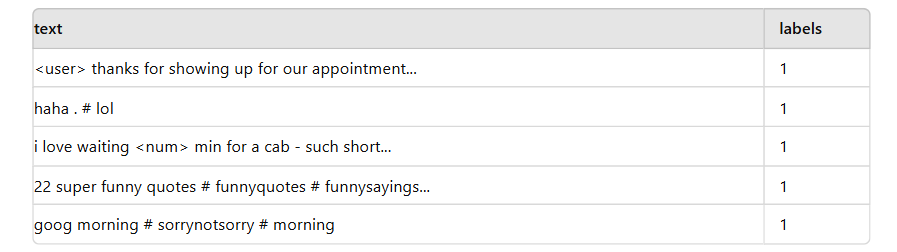 text labels
<user> thanks for showing up for our appointment... 1
haha . # lol 1
i love waiting <num> min for a cab - such short... 1
22 super funny quotes # funnyquotes # funnysayings... 1
goog morning # sorrynotsorry # morning 1